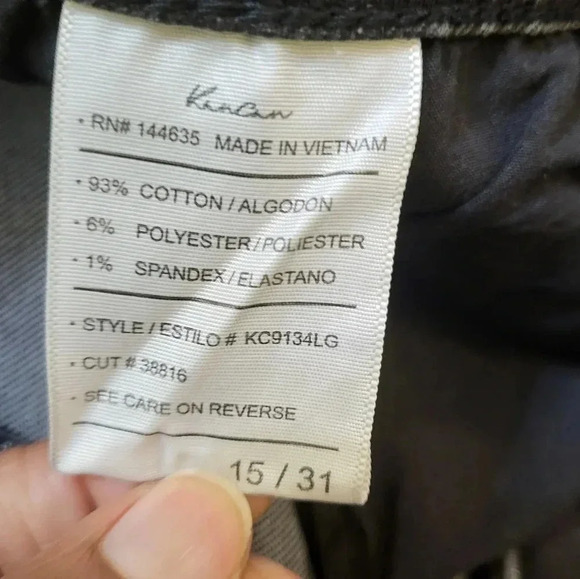 KanCan
· RN# 144635 MADE IN VIETNAM
· 93% COTTON / ALGODON
· 6% POLYESTER / POLIESTER
· 1% SPANDEX / ELASTANO
· STYLE / ESTILO # KC9134LG
· CUT # 38816
· SEE CARE ON REVERSE
15 / 31